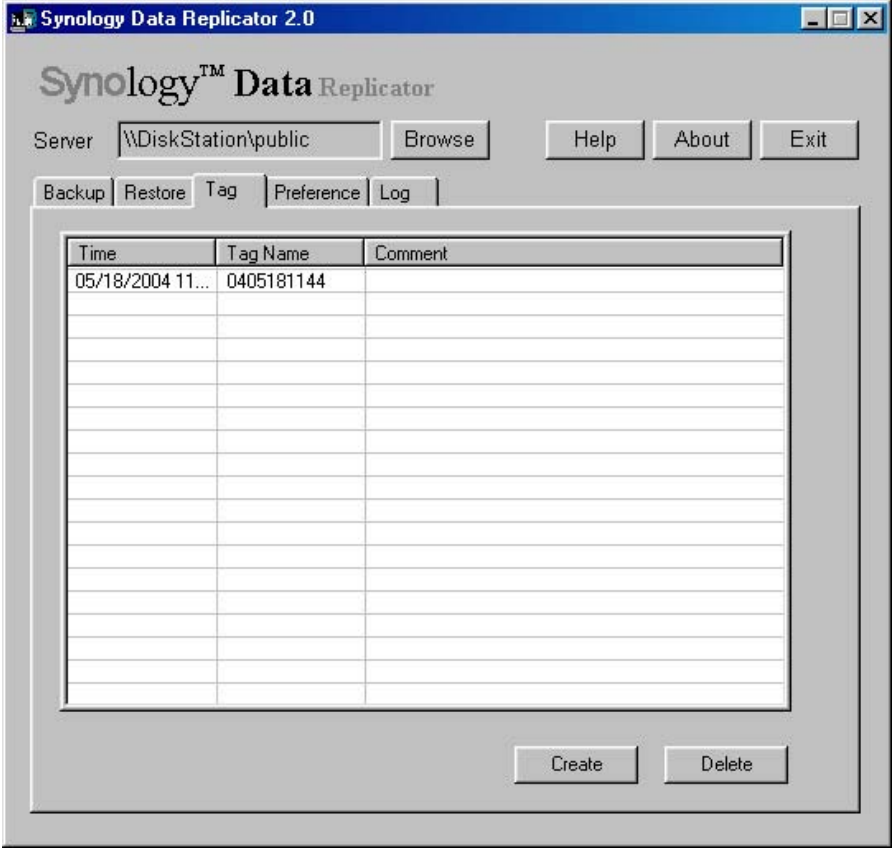 Synology Data Replicator 2.0
Synology™ Data Replicator
Server \\DiskStation\public Browse Help About Exit
Backup Restore Tag Preference Log
Time Tag Name Comment
05/18/2004 11... 0405181144
Create Delete